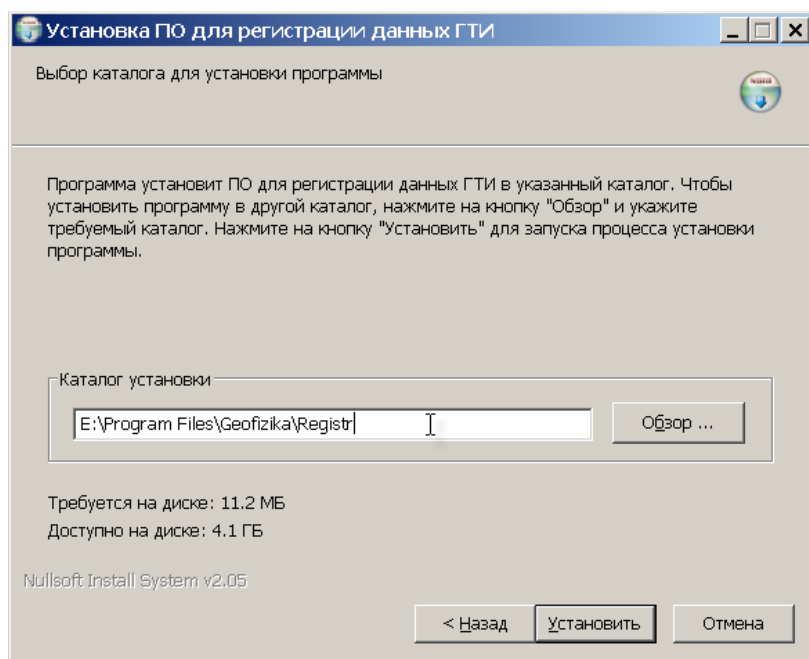 Установка ПО для регистрации данных ГТИ
Выбор каталога для установки программы
Программа установит ПО для регистрации данных ГТИ в указанный каталог. Чтобы
установить программу в другой каталог, нажмите на кнопку "Обзор" и укажите
требуемый каталог. Нажмите на кнопку "Установить" для запуска процесса установки
программы.
Каталог установки
E:\Program Files\Geofizika\Registr
Обзор ...
Требуется на диске: 11.2 МБ
Доступно на диске: 4.1 ГБ
Nullsoft Install System v2.05
< Назад
Установить
Отмена